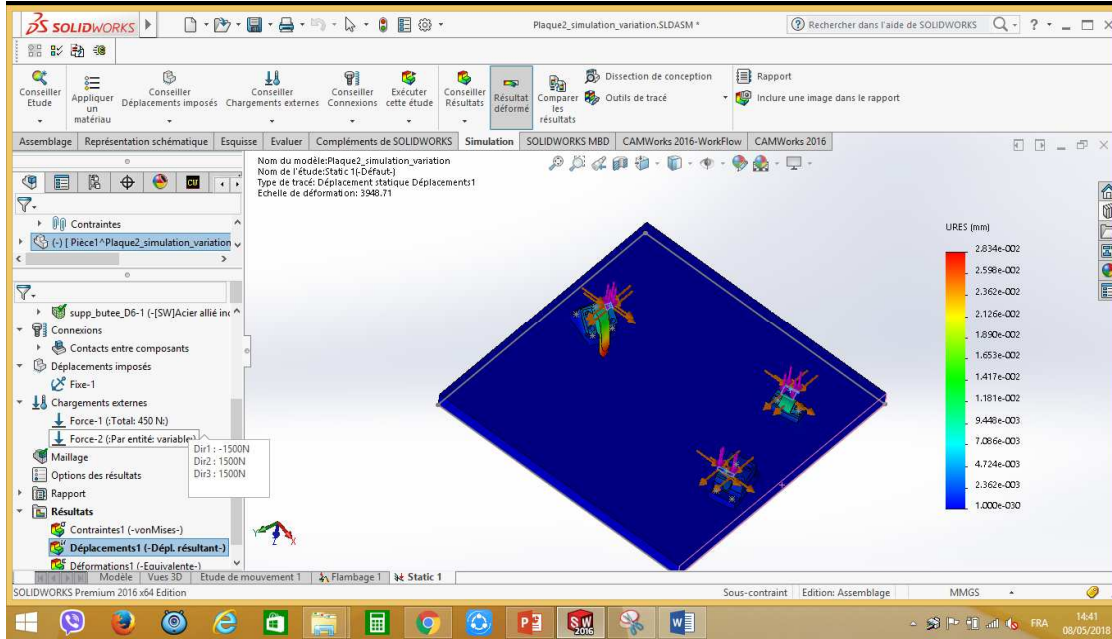 SOLIDWORKS
Plaque2_simulation_variation.SLDASM *
Rechercher dans l'aide de SOLIDWORKS
Conseiller Etude
Appliquer un matériau
Conseiller Déplacements imposés
Conseiller Chargements externes
Conseiller Connexions
Exécuter cette étude
Conseiller Résultats
Résultat déformé
Comparer les résultats
Dissection de conception
Outils de tracé
Rapport
Inclure une image dans le rapport
Assemblage
Représentation schématique
Esquisse
Evaluer
Compléments de SOLIDWORKS
Simulation
SOLIDWORKS MBD
CAMWorks 2016-WorkFlow
CAMWorks 2016
Nom du modèle:Plaque2_simulation_variation
Nom de l'étude:Static 1(-Défaut-)
Type de tracé: Déplacement statique Déplacements1
Echelle de déformation: 3948.71
Contraintes
(-) [ Pièce1^Plaque2_simulation_variation
supp_butee_D6-1 (-[SW]Acier allié in
Connexions
Contacts entre composants
Déplacements imposés
Fixe-1
Chargements externes
Force-1 (:Total: 450 N:)
Force-2 (:Par entité: variable:)
Dir1 : -1500N
Dir2 : 1500N
Dir3 : 1500N
Maillage
Options des résultats
Rapport
Résultats
Contraintes1 (-vonMises-)
Déplacements1 (-Dépl. résultant-)
Déformations1 (-Equivalente-)
URES (mm)
2.834e-002
2.598e-002
2.362e-002
2.126e-002
1.890e-002
1.653e-002
1.417e-002
1.181e-002
9.448e-003
7.086e-003
4.724e-003
2.362e-003
1.000e-030
Y
Z
X
Modèle
Vues 3D
Etude de mouvement 1
Flambage 1
Static 1
SOLIDWORKS Premium 2016 x64 Edition
Sous-contraint
Edition: Assemblage
MMGS
FRA
14:41
08/05/2018